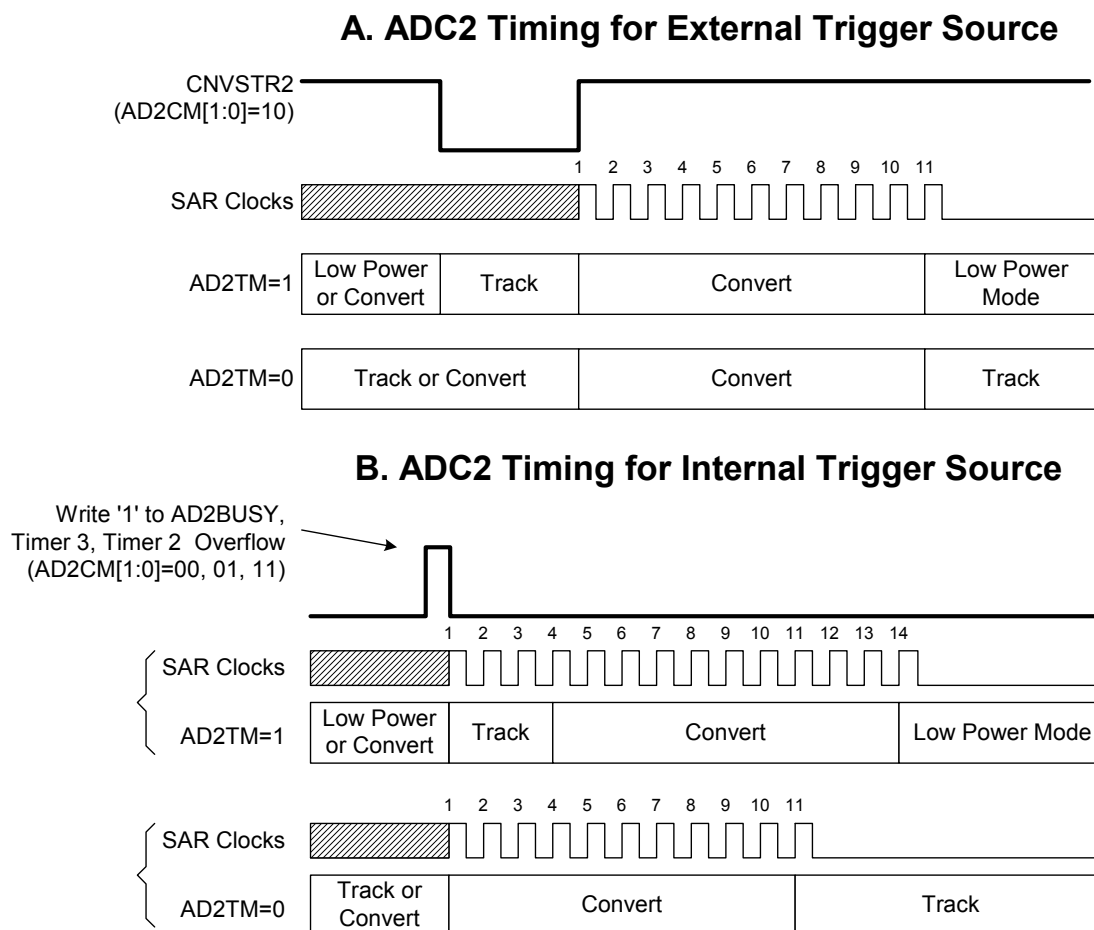 A. ADC2 Timing for External Trigger Source
CNVSTR2
(AD2CM[1:0]=10)
1 2 3 4 5 6 7 8 9 10 11
SAR Clocks
AD2TM=1
Low Power
or Convert
Track
Convert
Low Power
Mode
AD2TM=0
Track or Convert
Convert
Track
B. ADC2 Timing for Internal Trigger Source
Write '1' to AD2BUSY,
Timer 3, Timer 2 Overflow
(AD2CM[1:0]=00, 01, 11)
1 2 3 4 5 6 7 8 9 10 11 12 13 14
SAR Clocks
AD2TM=1
Low Power
or Convert
Track
Convert
Low Power Mode
1 2 3 4 5 6 7 8 9 10 11
SAR Clocks
AD2TM=0
Track or
Convert
Convert
Track